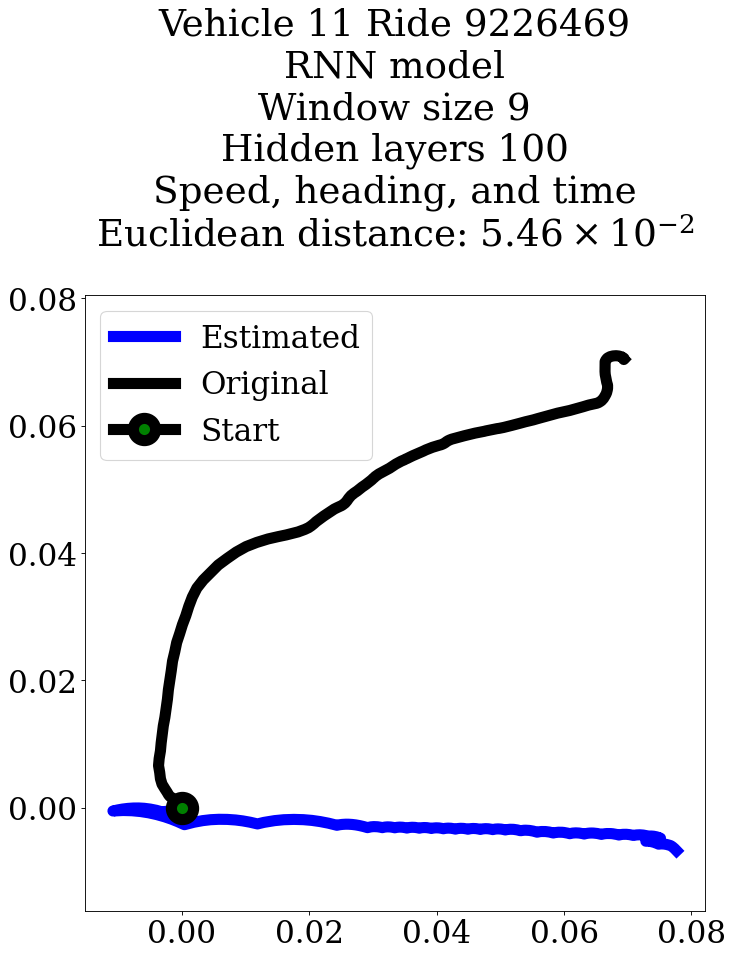 Vehicle 11 Ride 9226469
RNN model
Window size 9
Hidden layers 100
Speed, heading, and time
Euclidean distance: 5.46 × 10⁻²
Estimated
Original
Start
0.08
0.06
0.04
0.02
0.00
0.00 0.02 0.04 0.06 0.08